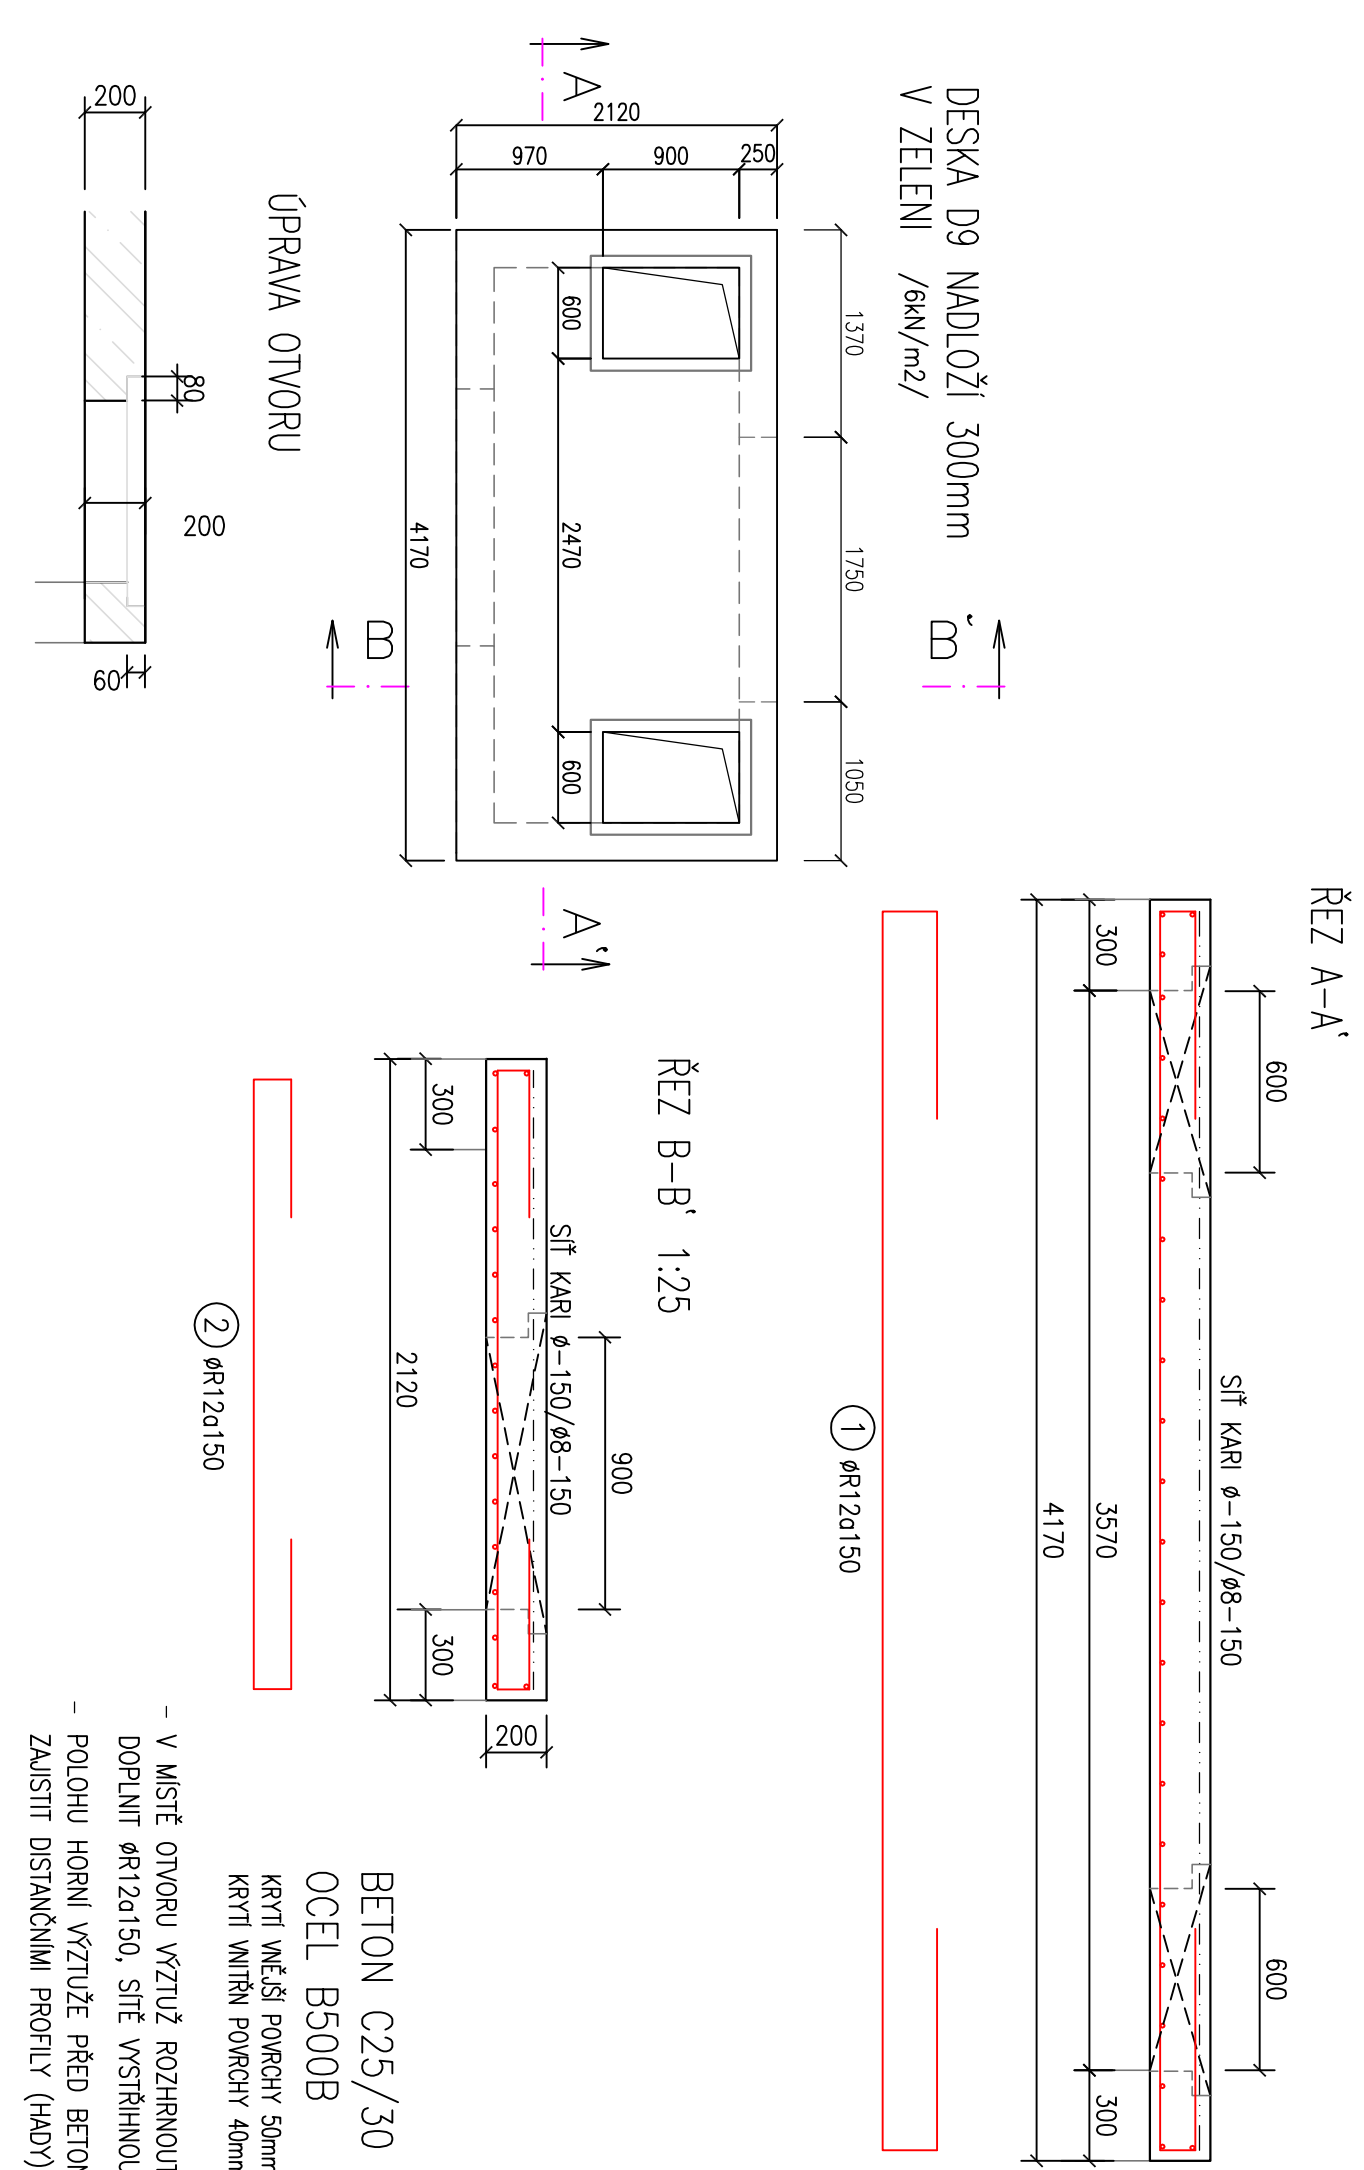 DESKA D9 NADLOŽÍ 300mm
V ZELENI /6kN/m2/
A
2120
970
900
250
1370
1750
1050
600
2470
600
4170
B
B'
A'
200
ÚPRAVA OTVORU
80
200
60
ŘEZ A-A'
600
600
SÍŤ KARI ø-150/ø8-150
300
3570
300
4170
1 øR12a150
ŘEZ B-B' 1:25
SÍŤ KARI ø-150/ø8-150
900
300
300
2120
200
2 øR12a150
BETON C25/30
OCEL B500B
KRYTÍ VNĚJŠÍ POVRCHY 50mm
KRYTÍ VNITŘN POVRCHY 40mm
- V MÍSTĚ OTVORU VÝZTUŽ ROZHRNOUT
DOPLNIT øR12a150, SÍTĚ VYSTŘIHNOU
- POLOHU HORNÍ VÝZTUŽE PŘED BETON
ZAJISTIT DISTANČNÍMI PROFILY (HADY)